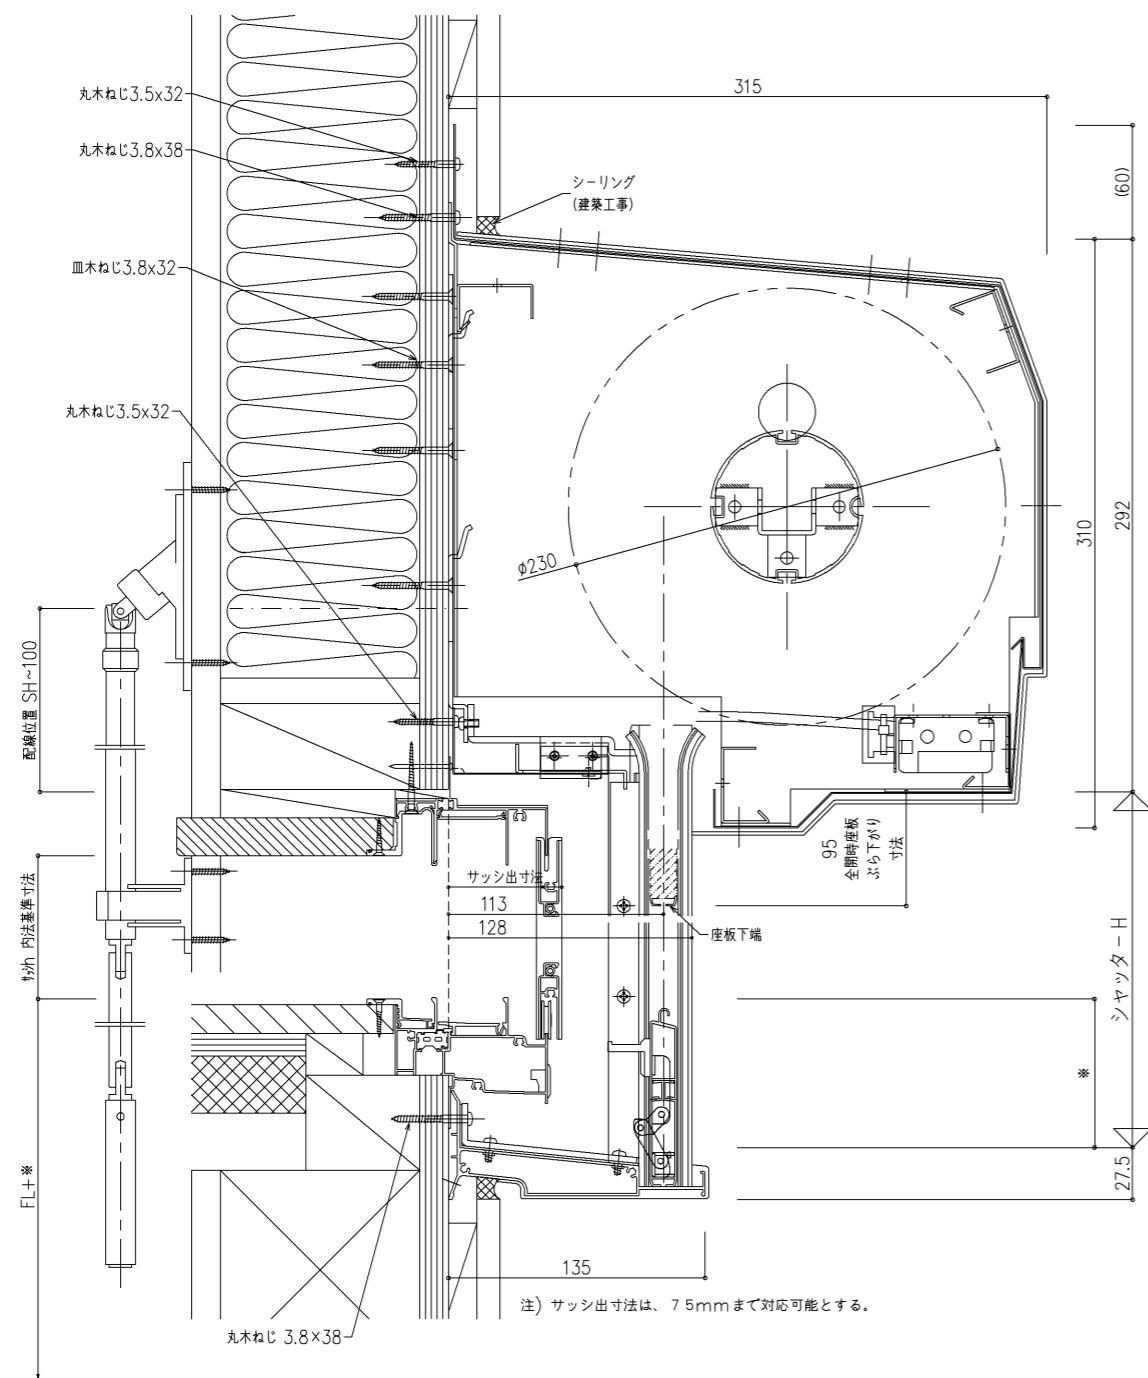 丸木ねじ3.5x32
315
丸木ねじ3.8x38
シーリング
(建築工事)
(60)
皿木ねじ3.8x32
丸木ねじ3.5x32
310
292
φ230
配線位置 SH~100
95
全開時座板
ぶら下がり
寸法
サッシ出寸法
113
128
座板下端
サッシh 内法基準寸法
シャッターH
※
FL+※
27.5
135
注) サッシ出寸法は、75mmまで対応可能とする。
丸木ねじ 3.8×38